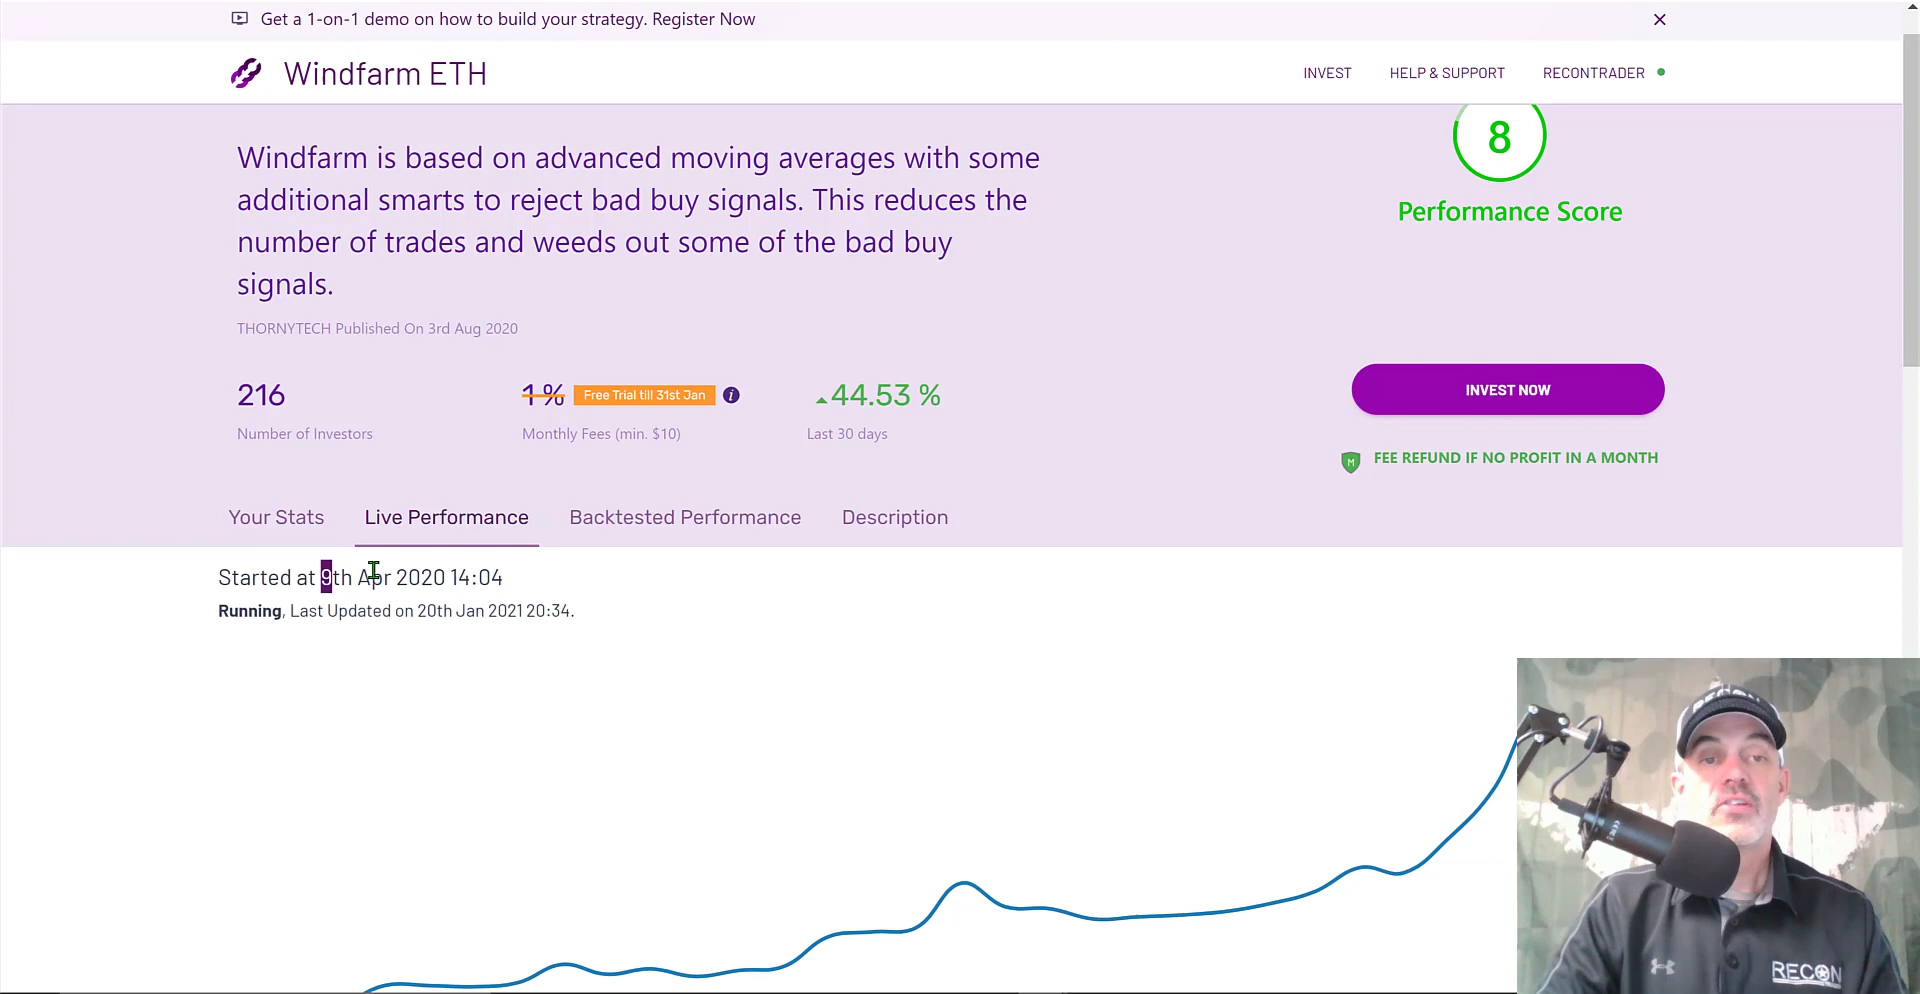 Get a 1-on-1 demo on how to build your strategy. Register Now
Windfarm ETH
INVEST
HELP & SUPPORT
RECONTRADER
Windfarm is based on advanced moving averages with some
additional smarts to reject bad buy signals. This reduces the
number of trades and weeds out some of the bad buy
signals.
8
Performance Score
THORNYTECH Published On 3rd Aug 2020
216
1%
Free Trial till 31st Jan
i
44.53 %
Number of Investors
Monthly Fees (min. $10)
Last 30 days
INVEST NOW
M
FEE REFUND IF NO PROFIT IN A MONTH
Your Stats
Live Performance
Backtested Performance
Description
Started at 9th Apr 2020 14:04
Running, Last Updated on 20th Jan 2021 20:34.
RECON